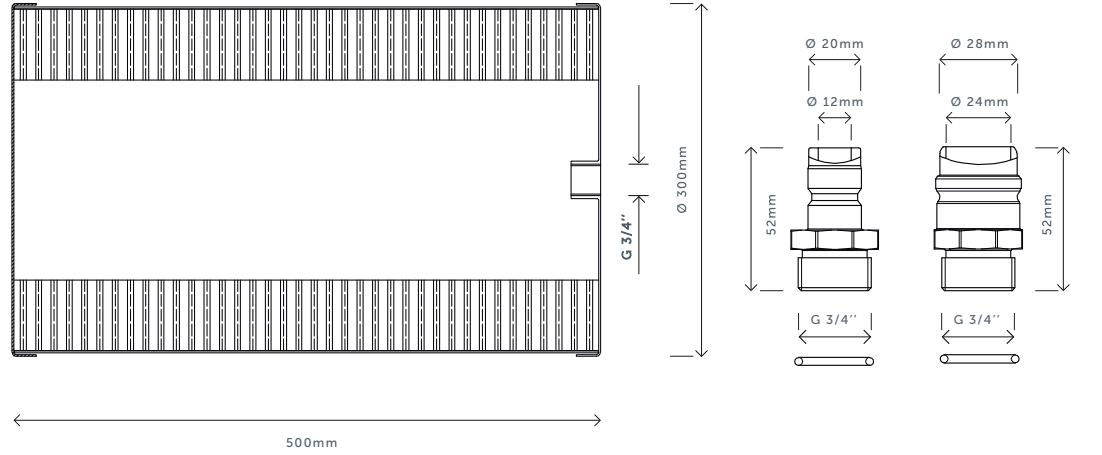 500mm
G 3/4’’
Ø 300mm
Ø 20mm
Ø 12mm
52mm
G 3/4’’
Ø 28mm
Ø 24mm
52mm
G 3/4’’